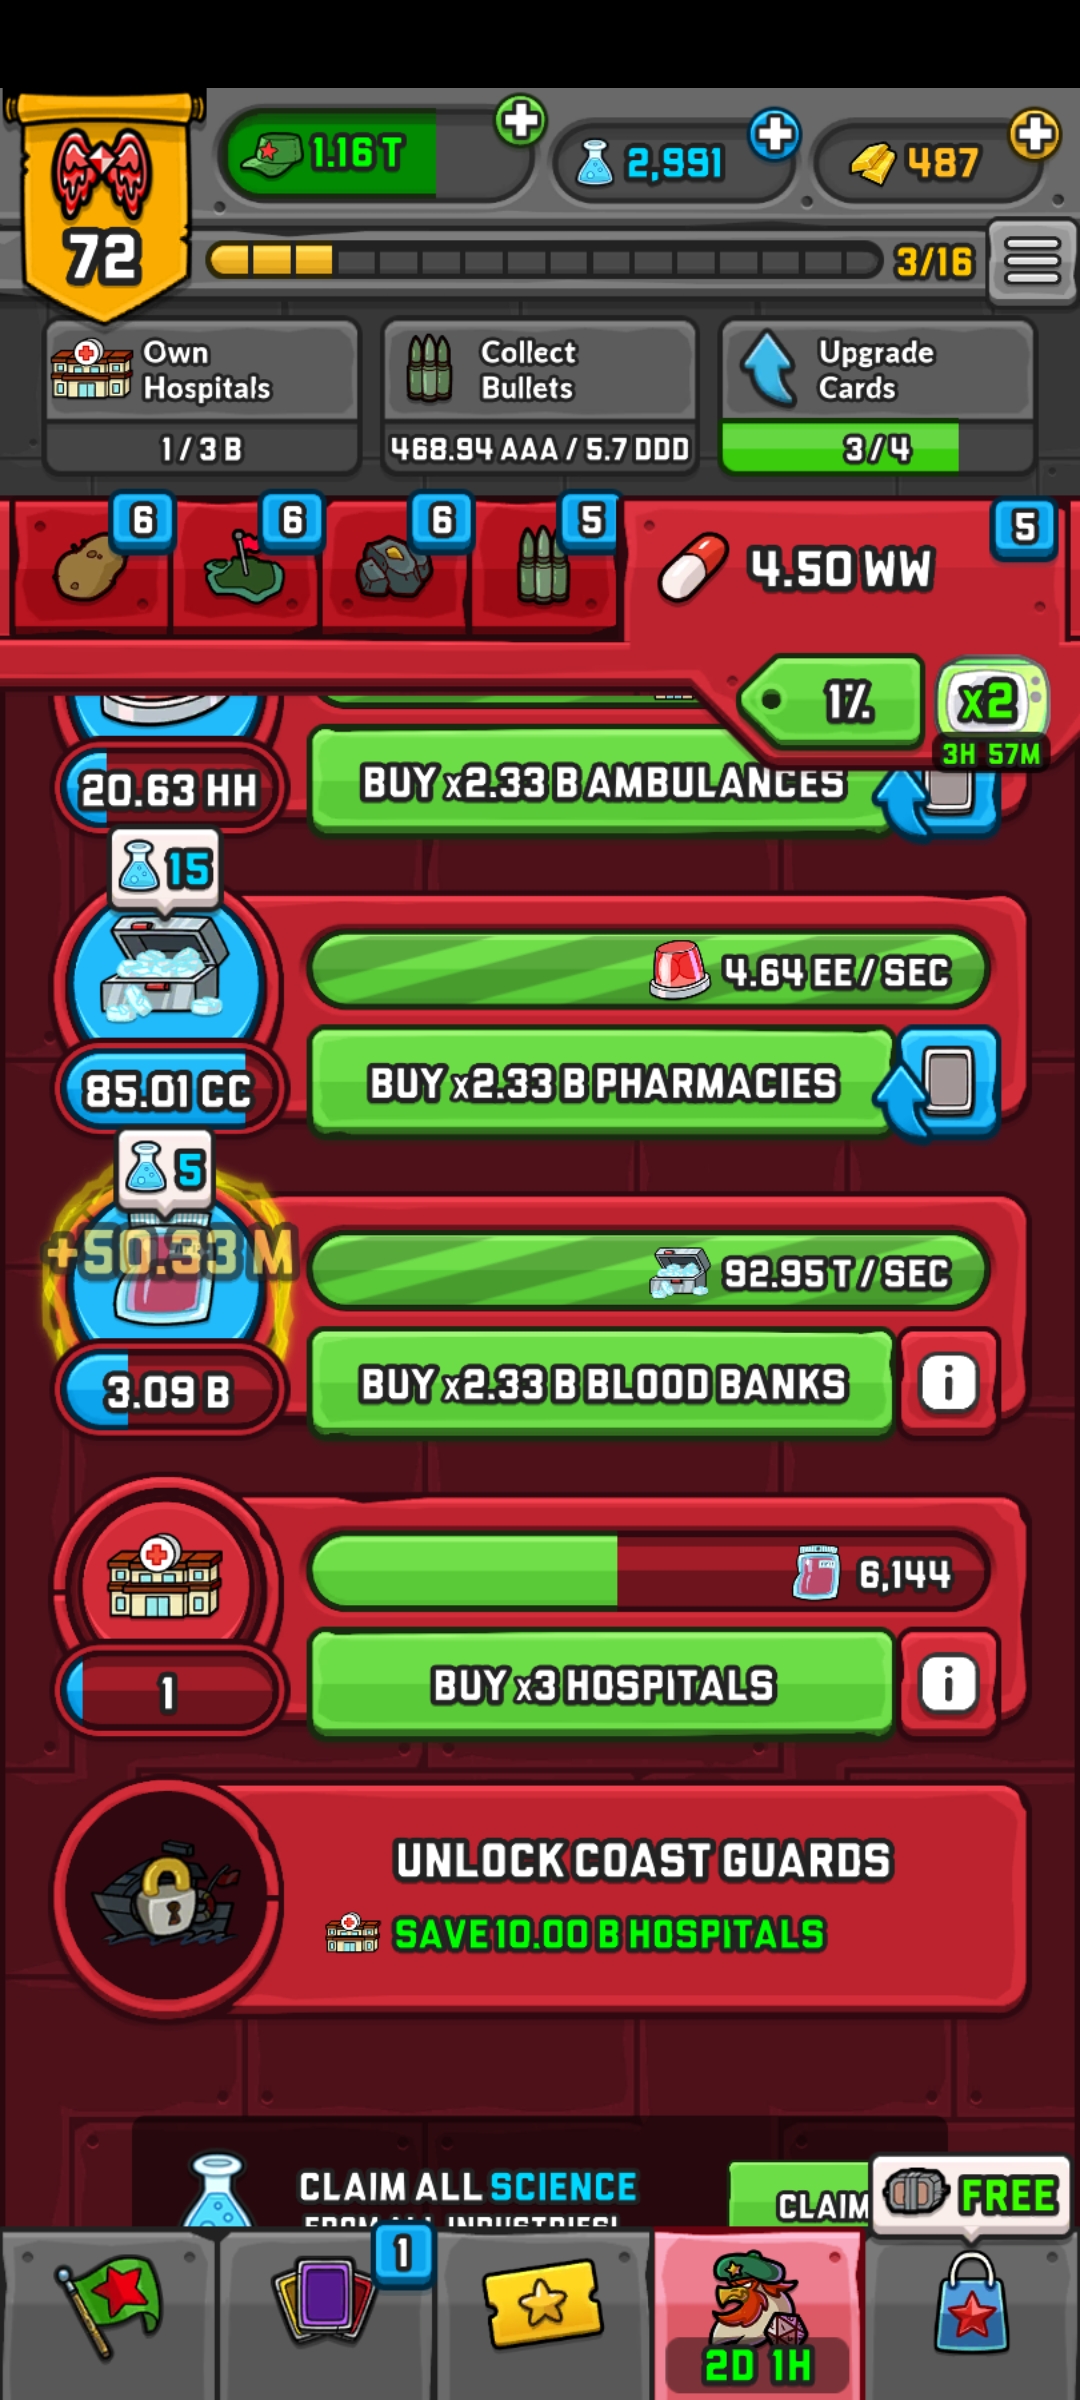 72
1.16 T
2,991
487
3/16
Own
Hospitals
1 / 3 B
Collect
Bullets
468.94 AAA / 5.7 DDD
Upgrade
Cards
3 / 4
6
6
6
5
4.50 WW
5
1%
x2
3H 57M
20.63 HH
BUY x2.33 B AMBULANCES
15
4.64 EE / SEC
85.01 CC
BUY x2.33 B PHARMACIES
5
+50.33 M
92.95 T / SEC
3.09 B
BUY x2.33 B BLOOD BANKS
i
6,144
1
BUY x3 HOSPITALS
i
UNLOCK COAST GUARDS
SAVE 10.00 B HOSPITALS
CLAIM ALL SCIENCE
FROM ALL INDUSTRIES!
CLAIM
FREE
1
2D 1H